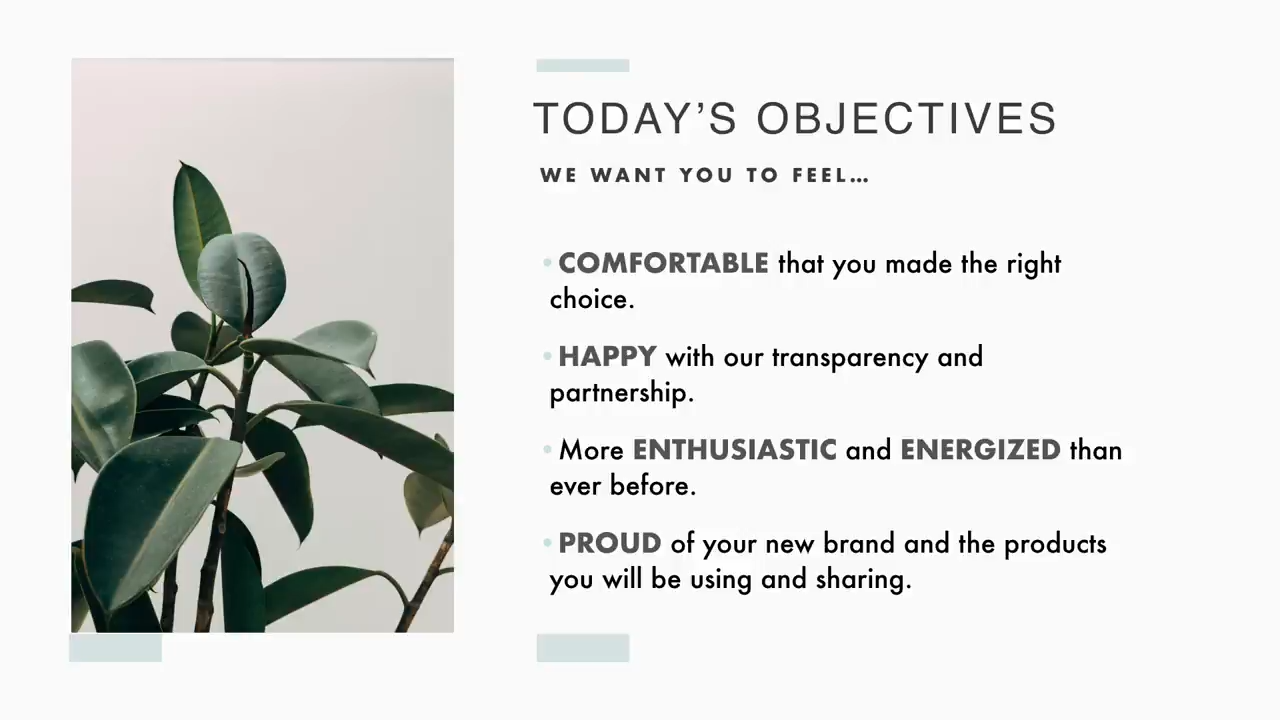 TODAY’S OBJECTIVES
WE WANT YOU TO FEEL…
• COMFORTABLE that you made the right
choice.
• HAPPY with our transparency and
partnership.
• More ENTHUSIASTIC and ENERGIZED than
ever before.
• PROUD of your new brand and the products
you will be using and sharing.